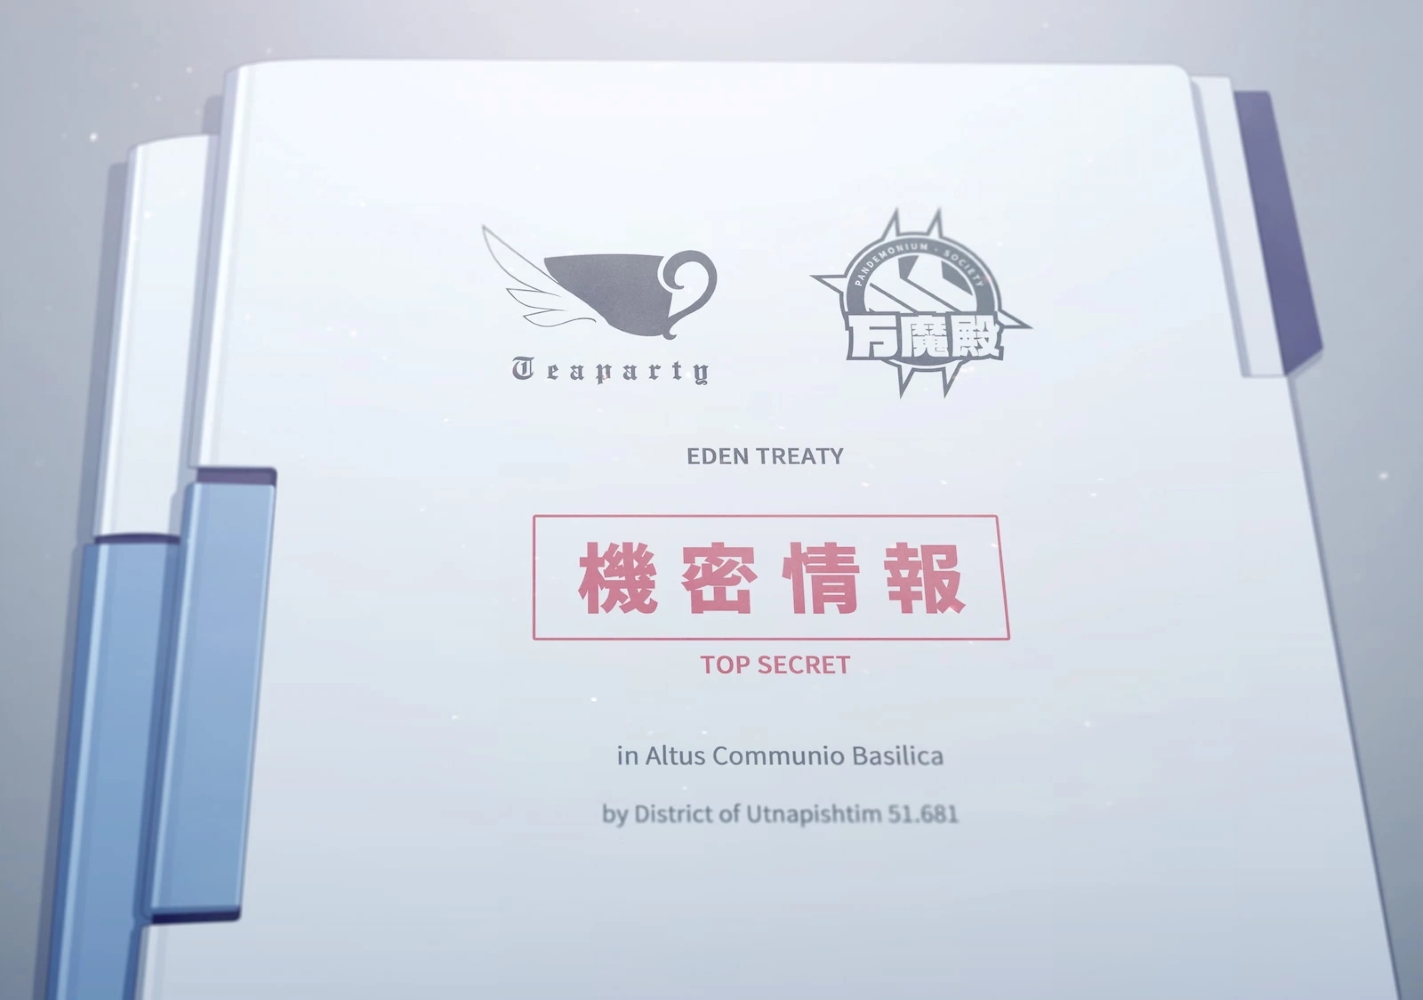 Teaparty
PANDEMONIUM · SOCIETY
万魔殿
EDEN TREATY
機密情報
TOP SECRET
in Altus Communio Basilica
by District of Utnapishtim 51.681